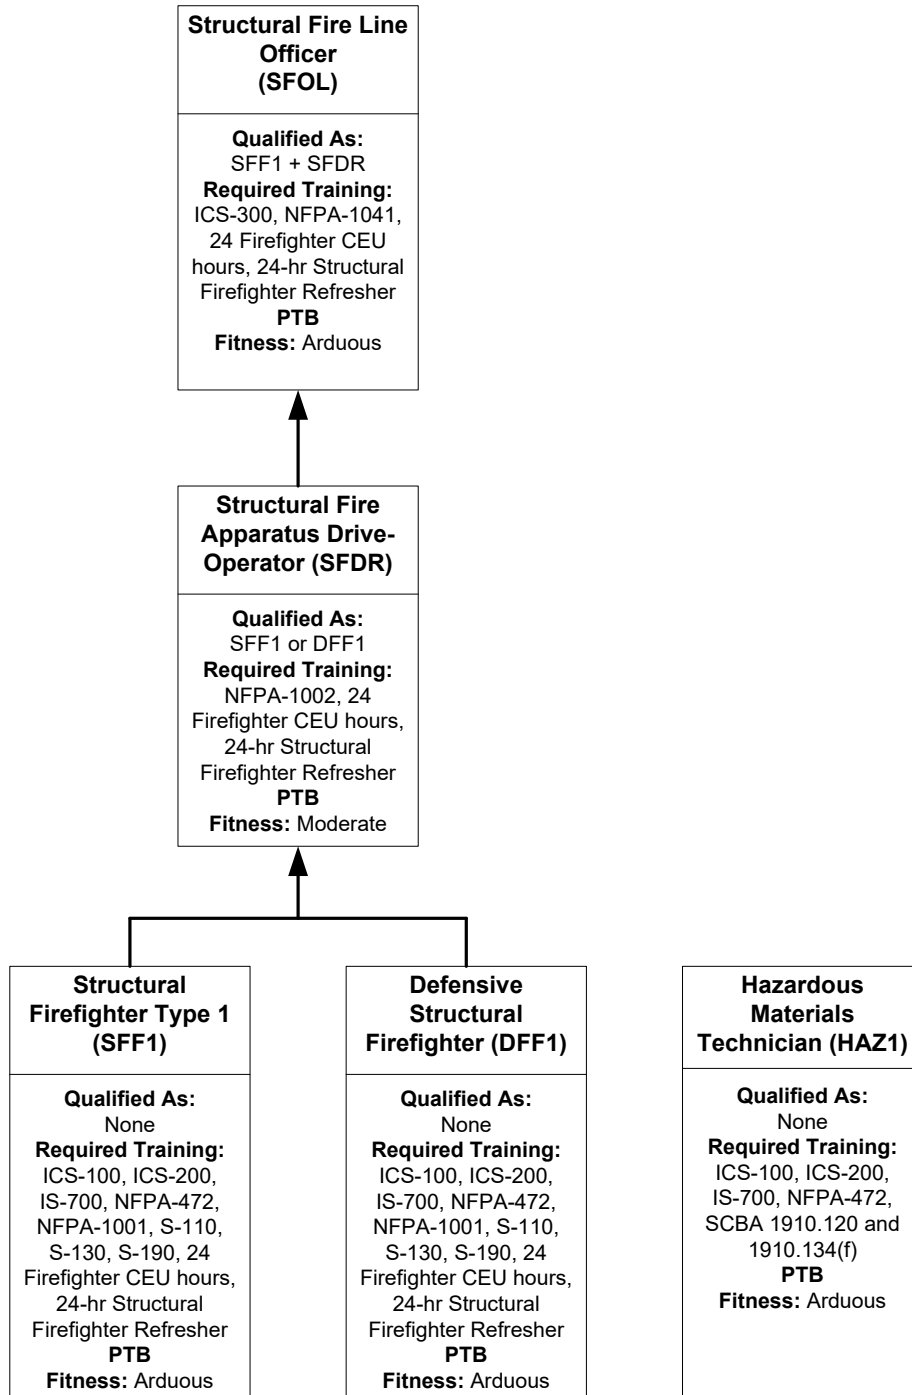 Structural Fire Line
Officer
(SFOL)
Qualified As:
SFF1 + SFDR
Required Training:
ICS-300, NFPA-1041,
24 Firefighter CEU
hours, 24-hr Structural
Firefighter Refresher
PTB
Fitness: Arduous
Structural Fire
Apparatus Drive-
Operator (SFDR)
Qualified As:
SFF1 or DFF1
Required Training:
NFPA-1002, 24
Firefighter CEU hours,
24-hr Structural
Firefighter Refresher
PTB
Fitness: Moderate
Structural
Firefighter Type 1
(SFF1)
Qualified As:
None
Required Training:
ICS-100, ICS-200,
IS-700, NFPA-472,
NFPA-1001, S-110,
S-130, S-190, 24
Firefighter CEU hours,
24-hr Structural
Firefighter Refresher
PTB
Fitness: Arduous
Defensive
Structural
Firefighter (DFF1)
Qualified As:
None
Required Training:
ICS-100, ICS-200,
IS-700, NFPA-472,
NFPA-1001, S-110,
S-130, S-190, 24
Firefighter CEU hours,
24-hr Structural
Firefighter Refresher
PTB
Fitness: Arduous
Hazardous
Materials
Technician (HAZ1)
Qualified As:
None
Required Training:
ICS-100, ICS-200,
IS-700, NFPA-472,
SCBA 1910.120 and
1910.134(f)
PTB
Fitness: Arduous